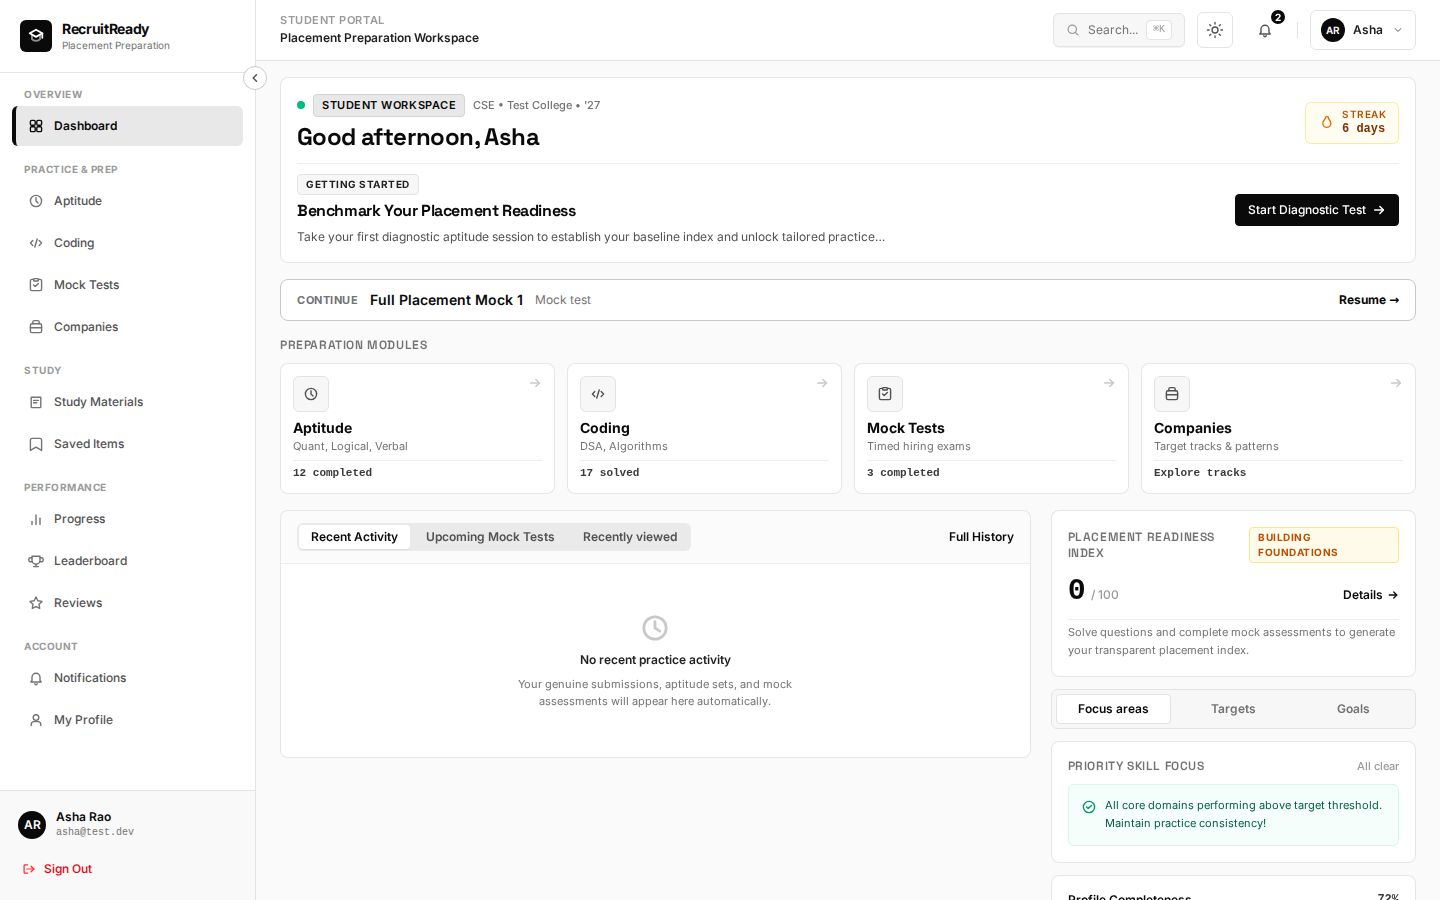 RecruitReady
Placement Preparation
OVERVIEW
Dashboard
PRACTICE & PREP
Aptitude
Coding
Mock Tests
Companies
STUDY
Study Materials
Saved Items
PERFORMANCE
Progress
Leaderboard
Reviews
ACCOUNT
Notifications
My Profile
AR
Asha Rao
asha@test.dev
Sign Out
STUDENT PORTAL
Placement Preparation Workspace
Search... ⌘K
2
AR Asha
STUDENT WORKSPACE CSE • Test College • '27
Good afternoon, Asha
STREAK
6 days
GETTING STARTED
Benchmark Your Placement Readiness
Take your first diagnostic aptitude session to establish your baseline index and unlock tailored practice...
Start Diagnostic Test →
CONTINUE Full Placement Mock 1 Mock test Resume →
PREPARATION MODULES
Aptitude
Quant, Logical, Verbal
12 completed
Coding
DSA, Algorithms
17 solved
Mock Tests
Timed hiring exams
3 completed
Companies
Target tracks & patterns
Explore tracks
Recent Activity Upcoming Mock Tests Recently viewed Full History
No recent practice activity
Your genuine submissions, aptitude sets, and mock
assessments will appear here automatically.
PLACEMENT READINESS
INDEX
BUILDING
FOUNDATIONS
0 / 100
Details →
Solve questions and complete mock assessments to generate
your transparent placement index.
Focus areas Targets Goals
PRIORITY SKILL FOCUS All clear
All core domains performing above target threshold.
Maintain practice consistency!
Profile Completeness 72%